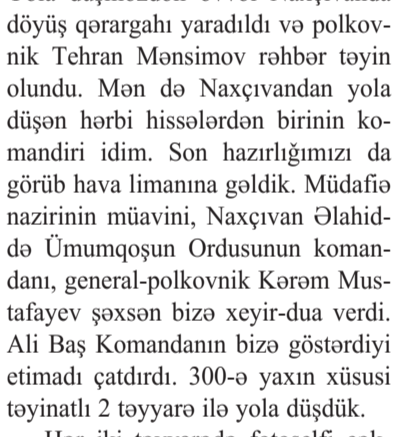 döyüş qərargahı yaradıldı və polkov-
nik Tehran Mənsimov rəhbər təyin
olundu. Mən də Naxçıvandan yola
düşən hərbi hissələrdən birinin ko-
mandiri idim. Son hazırlığımızı da
görüb hava limanına gəldik. Müdafiə
nazirinin müavini, Naxçıvan Əlahid-
də Ümumqoşun Ordusunun koman-
danı, general-polkovnik Kərəm Mus-
tafayev şəxsən bizə xeyir-dua verdi.
Ali Baş Komandanın bizə göstərdiyi
etimadı çatdırdı. 300-ə yaxın xüsusi
təyinatlı 2 təyyarə ilə yola düşdük.